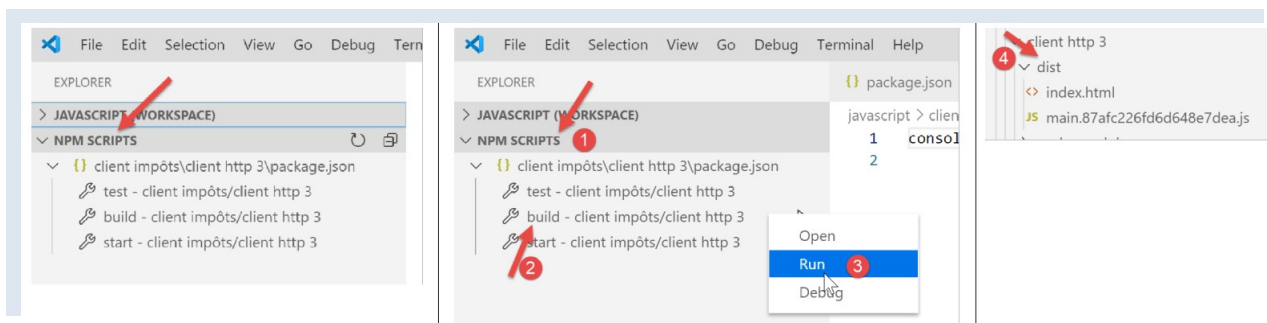 File Edit Selection View Go Debug Tern
EXPLORER
JAVASCRIPT (WORKSPACE)
NPM SCRIPTS
{} client impôts\client http 3\package.json
test - client impôts/client http 3
build - client impôts/client http 3
start - client impôts/client http 3
File Edit Selection View Go Debug Terminal Help
EXPLORER
{} package.json
JAVASCRIPT (WORKSPACE)
javascript > clien
NPM SCRIPTS 1
1 consol
{} client impôts\client http 3\package.json
2
test - client impôts/client http 3
build - client impôts/client http 3
start - client impôts/client http 3
2
Open
Run 3
Debug
client http 3
4
dist
<> index.html
JS main.87afc226fd6d648e7dea.js